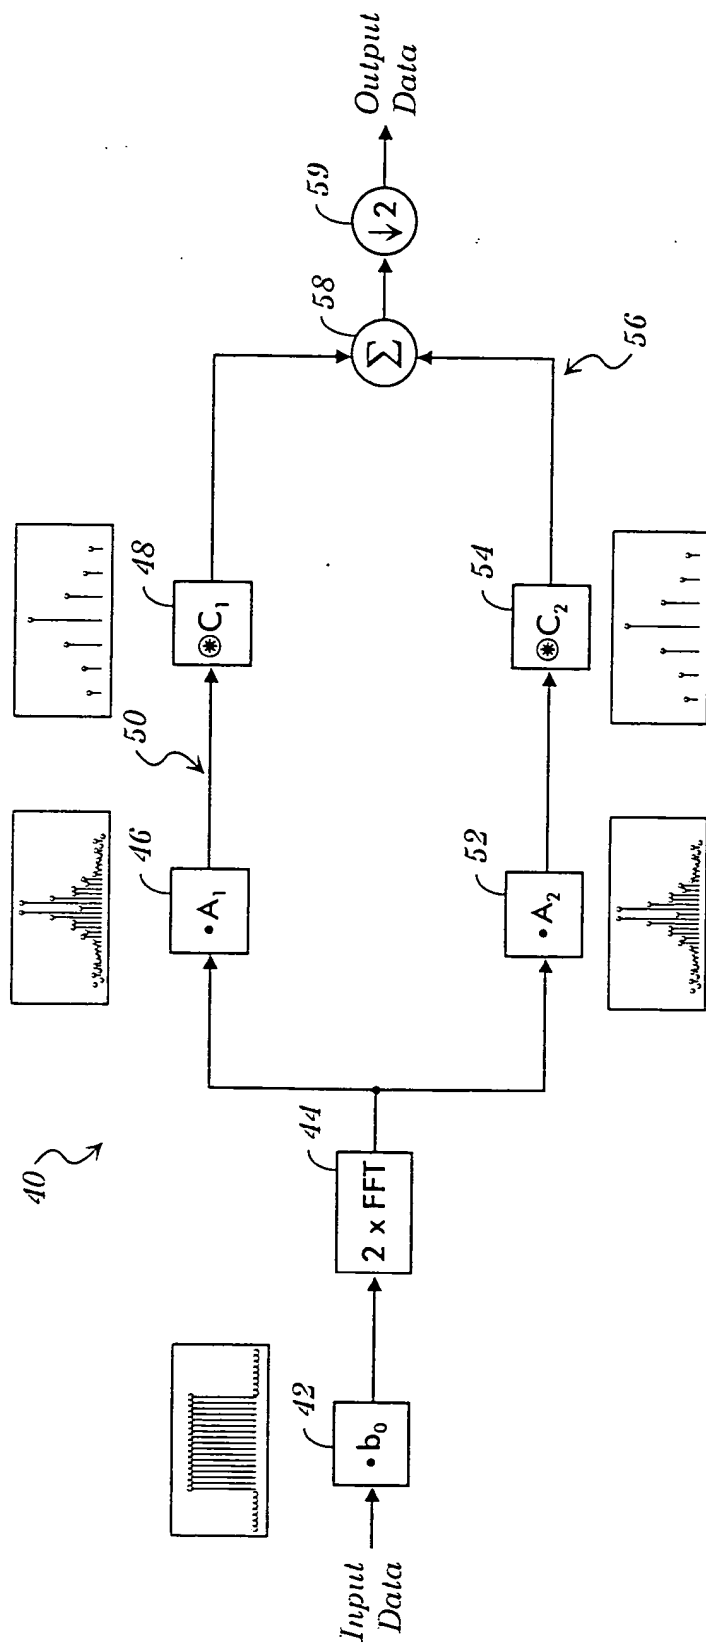 40
Input
Data
42
• b₀
44
2 x FFT
46
• A₁
50
48
⊛ C₁
52
• A₂
54
⊛ C₂
56
58
Σ
59
↓2
Output
Data